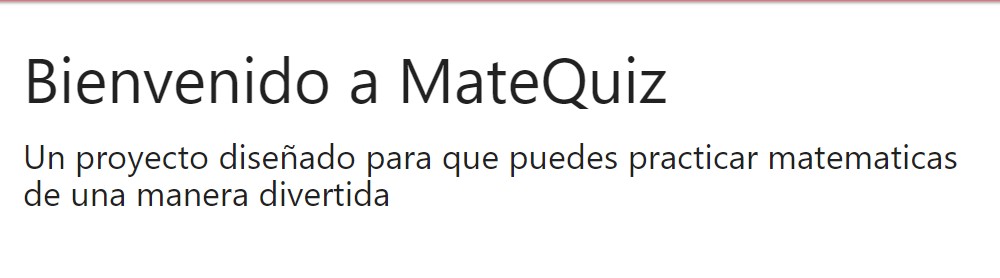 Bienvenido a MateQuiz
Un proyecto diseñado para que puedes practicar matematicas
de una manera divertida